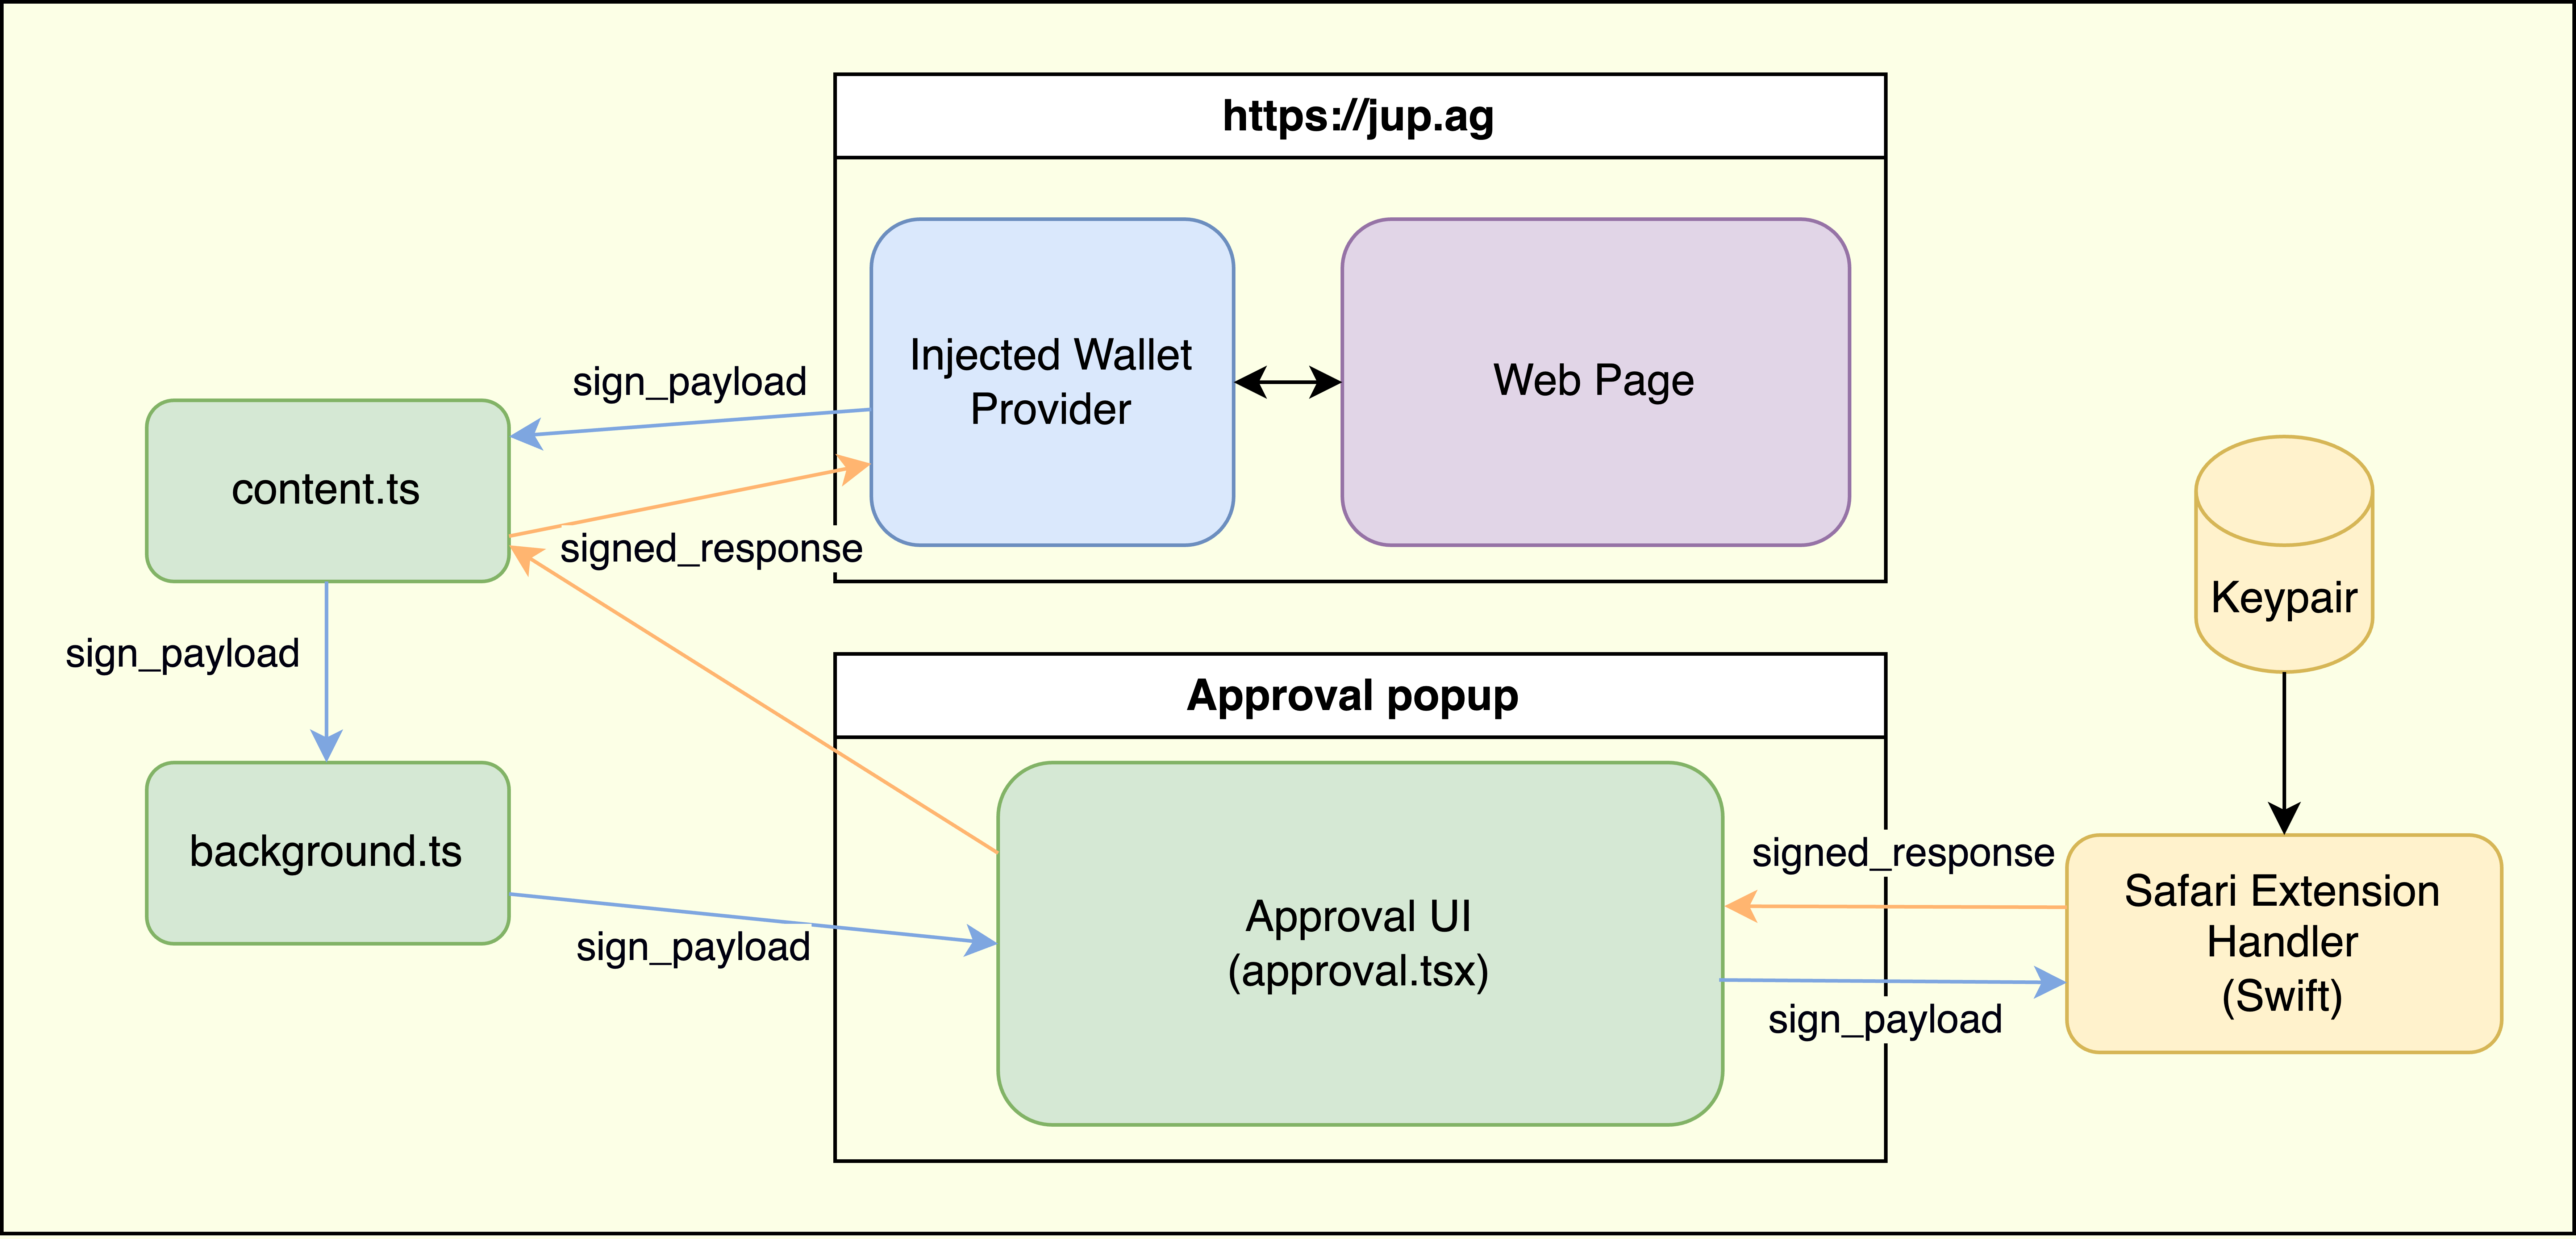 https://jup.ag
Injected Wallet
Provider
Web Page
sign_payload
content.ts
signed_response
Keypair
sign_payload
Approval popup
background.ts
sign_payload
Approval UI
(approval.tsx)
signed_response
sign_payload
Safari Extension
Handler
(Swift)